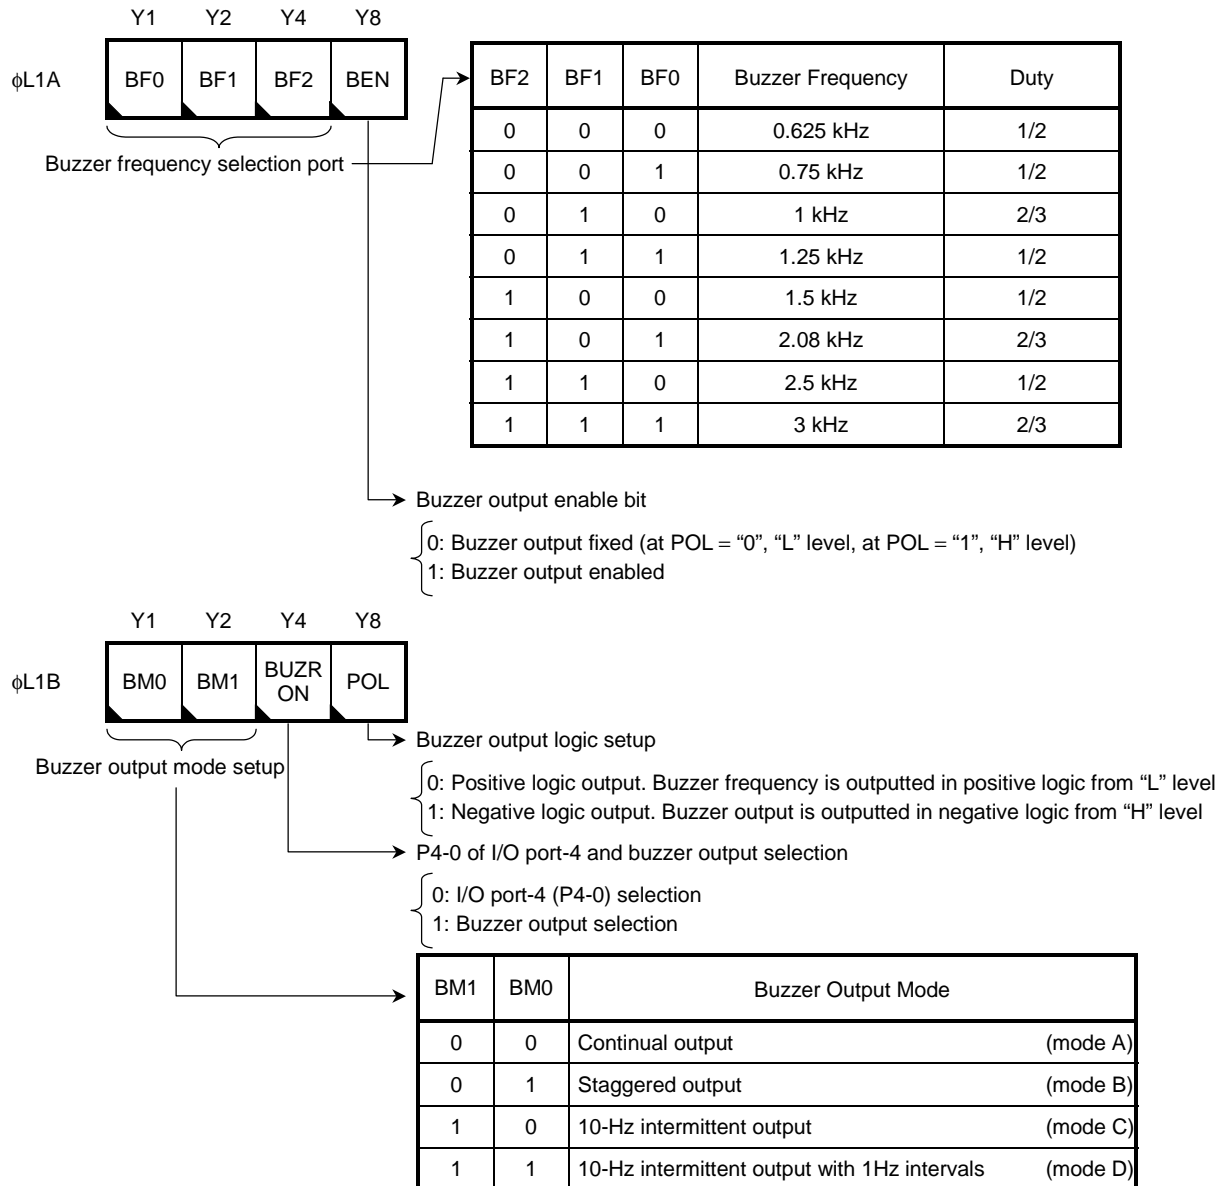 Y1 Y2 Y4 Y8
φL1A BF0 BF1 BF2 BEN
Buzzer frequency selection port
BF2 BF1 BF0 Buzzer Frequency Duty
0 0 0 0.625 kHz 1/2
0 0 1 0.75 kHz 1/2
0 1 0 1 kHz 2/3
0 1 1 1.25 kHz 1/2
1 0 0 1.5 kHz 1/2
1 0 1 2.08 kHz 2/3
1 1 0 2.5 kHz 1/2
1 1 1 3 kHz 2/3
Buzzer output enable bit
0: Buzzer output fixed (at POL = “0”, “L” level, at POL = “1”, “H” level)
1: Buzzer output enabled
Y1 Y2 Y4 Y8
φL1B BM0 BM1 BUZR ON POL
Buzzer output mode setup
Buzzer output logic setup
0: Positive logic output. Buzzer frequency is outputted in positive logic from “L” level
1: Negative logic output. Buzzer output is outputted in negative logic from “H” level
P4-0 of I/O port-4 and buzzer output selection
0: I/O port-4 (P4-0) selection
1: Buzzer output selection
BM1 BM0 Buzzer Output Mode
0 0 Continual output (mode A)
0 1 Staggered output (mode B)
1 0 10-Hz intermittent output (mode C)
1 1 10-Hz intermittent output with 1Hz intervals (mode D)